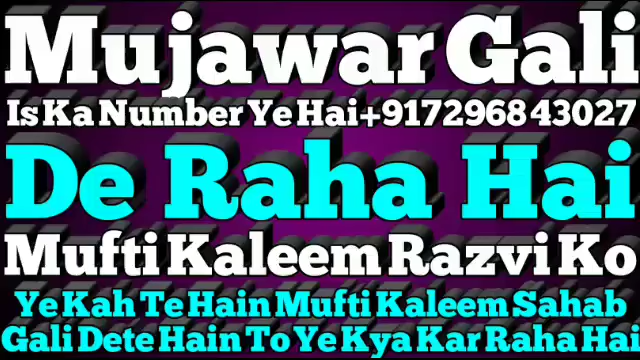 Mujawar Gali
Is Ka Number Ye Hai+917296843027
De Raha Hai
Mufti Kaleem Razvi Ko
Ye Kah Te Hain Mufti Kaleem Sahab
Gali Dete Hain To Ye Kya Kar Raha Hai